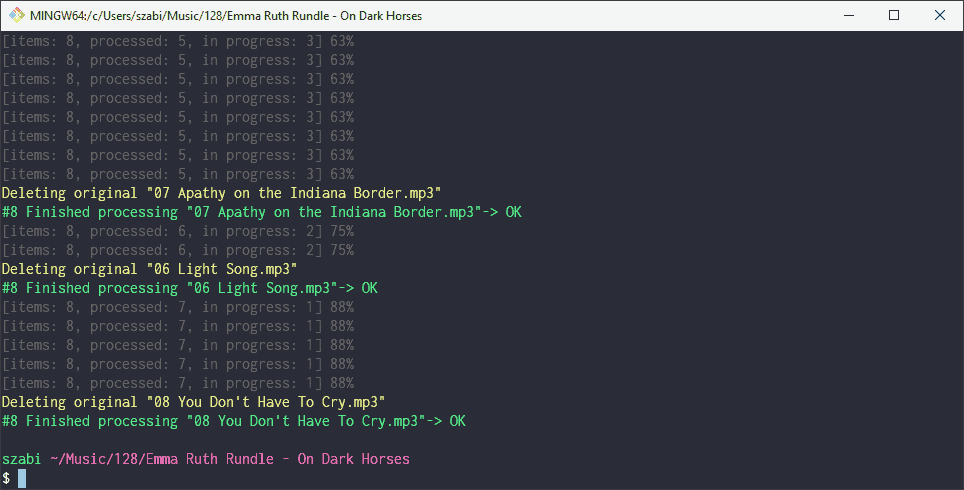 MINGW64:/c/Users/szabi/Music/128/Emma Ruth Rundle - On Dark Horses
[items: 8, processed: 5, in progress: 3] 63%
[items: 8, processed: 5, in progress: 3] 63%
[items: 8, processed: 5, in progress: 3] 63%
[items: 8, processed: 5, in progress: 3] 63%
[items: 8, processed: 5, in progress: 3] 63%
[items: 8, processed: 5, in progress: 3] 63%
[items: 8, processed: 5, in progress: 3] 63%
[items: 8, processed: 5, in progress: 3] 63%
Deleting original "07 Apathy on the Indiana Border.mp3"
#8 Finished processing "07 Apathy on the Indiana Border.mp3"-> OK
[items: 8, processed: 6, in progress: 2] 75%
[items: 8, processed: 6, in progress: 2] 75%
Deleting original "06 Light Song.mp3"
#8 Finished processing "06 Light Song.mp3"-> OK
[items: 8, processed: 7, in progress: 1] 88%
[items: 8, processed: 7, in progress: 1] 88%
[items: 8, processed: 7, in progress: 1] 88%
[items: 8, processed: 7, in progress: 1] 88%
[items: 8, processed: 7, in progress: 1] 88%
Deleting original "08 You Don't Have To Cry.mp3"
#8 Finished processing "08 You Don't Have To Cry.mp3"-> OK
szabi ~/Music/128/Emma Ruth Rundle - On Dark Horses
$